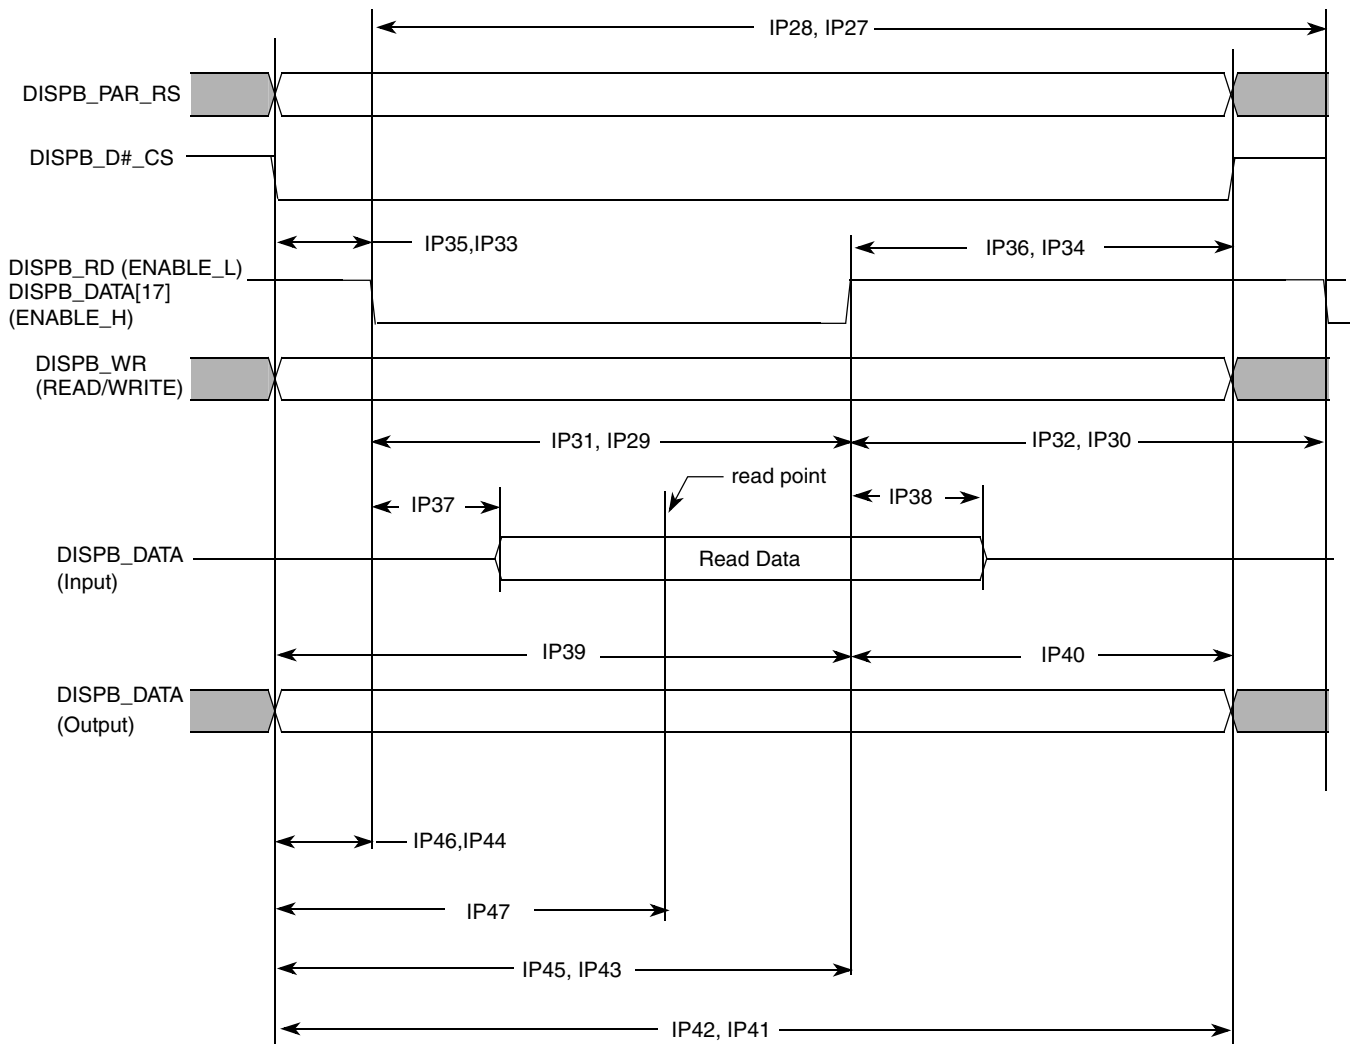 IP28, IP27
DISPB_PAR_RS
DISPB_D#_CS
IP35,IP33
IP36, IP34
DISPB_RD (ENABLE_L)
DISPB_DATA[17]
(ENABLE_H)
DISPB_WR
(READ/WRITE)
IP31, IP29
IP32, IP30
read point
IP37
IP38
DISPB_DATA
(Input)
Read Data
IP39
IP40
DISPB_DATA
(Output)
IP46,IP44
IP47
IP45, IP43
IP42, IP41